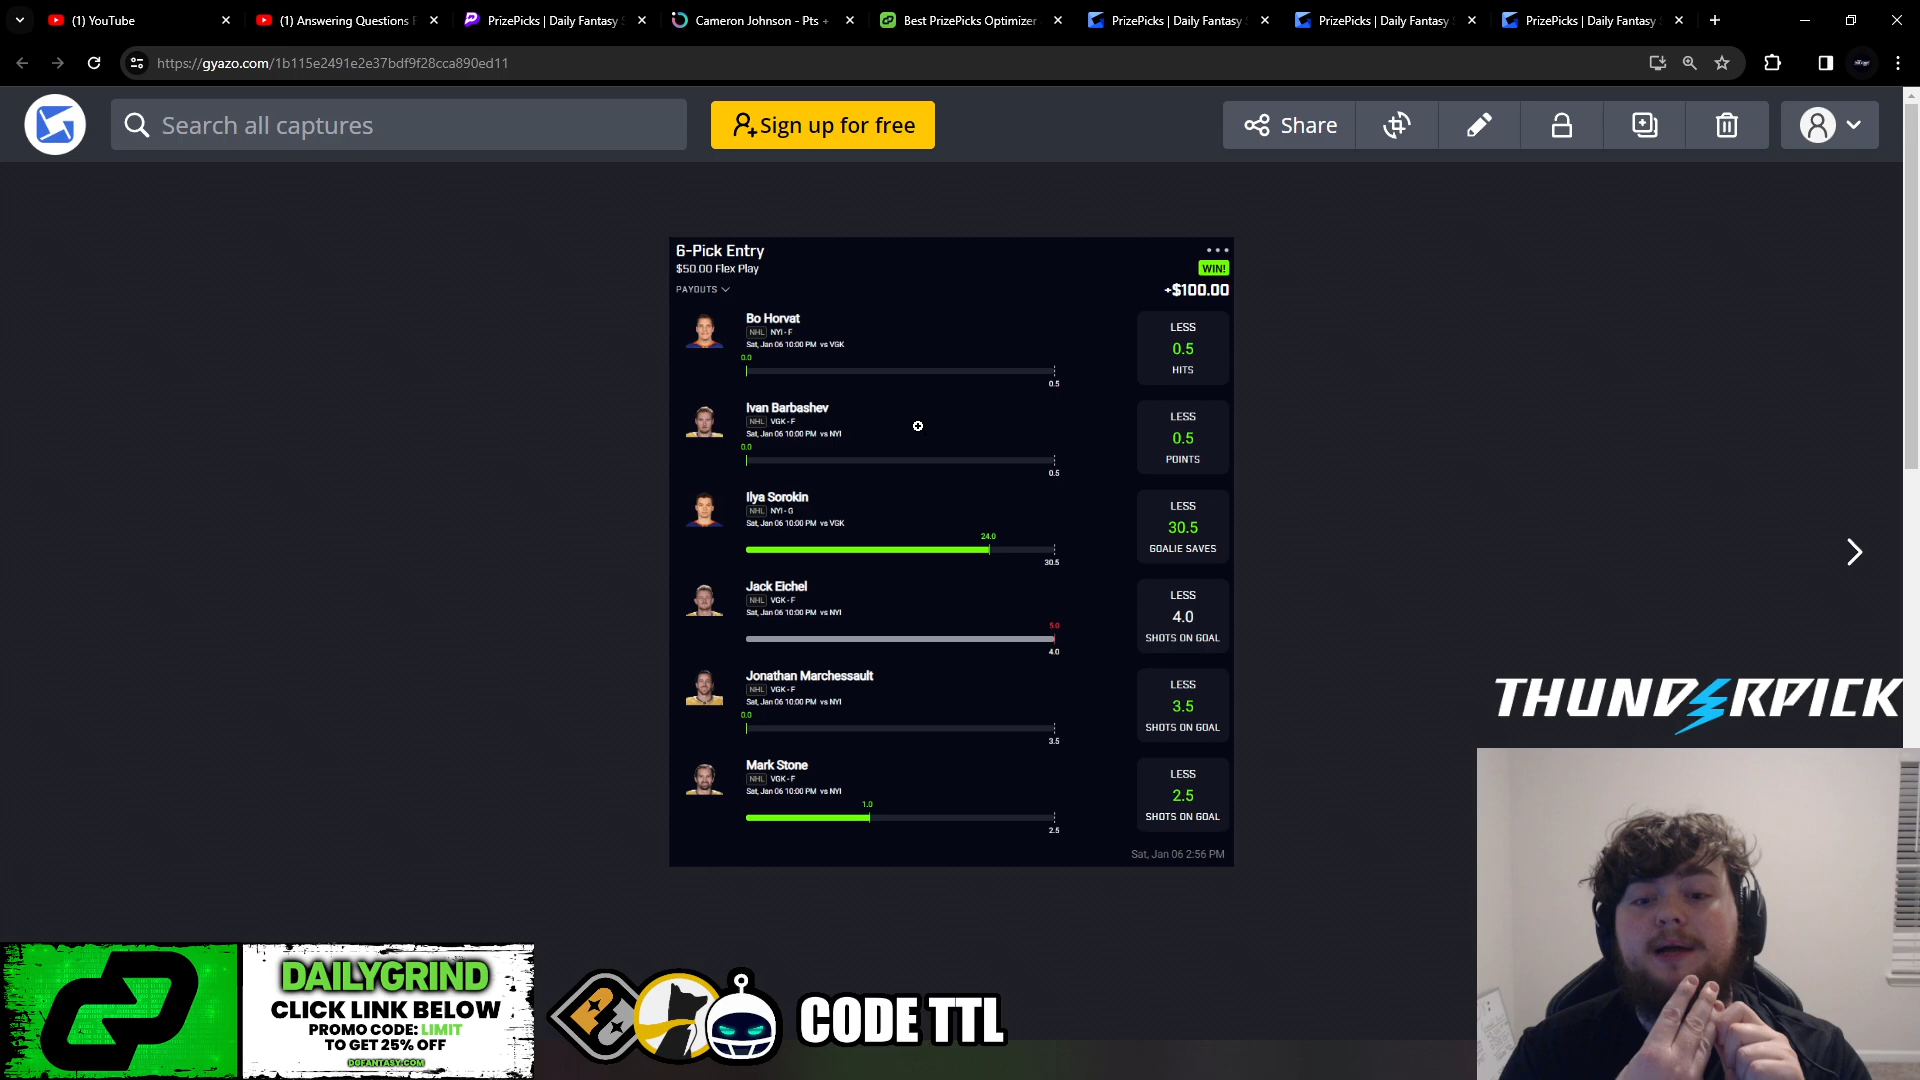 (1) YouTube
(1) Answering Questions F
PrizePicks | Daily Fantasy S
Cameron Johnson - Pts +
Best PrizePicks Optimizer
PrizePicks | Daily Fantasy
PrizePicks | Daily Fantasy
PrizePicks | Daily Fantasy
https://gyazo.com/1b115e2491e2e37bdf9f28cca890ed11
Search all captures
Sign up for free
Share
6-Pick Entry
$50.00 Flex Play
WIN!
PAYOUTS
+$100.00
Bo Horvat
NHL NYI - F
Sat, Jan 06 10:00 PM vs VGK
0.0
0.5
LESS
0.5
HITS
Ivan Barbashev
NHL VGK - F
Sat, Jan 06 10:00 PM vs NYI
0.0
0.5
LESS
0.5
POINTS
Ilya Sorokin
NHL NYI - G
Sat, Jan 06 10:00 PM vs VGK
24.0
30.5
LESS
30.5
GOALIE SAVES
Jack Eichel
NHL VGK - F
Sat, Jan 06 10:00 PM vs NYI
5.0
4.0
LESS
4.0
SHOTS ON GOAL
Jonathan Marchessault
NHL VGK - F
Sat, Jan 06 10:00 PM vs NYI
0.0
3.5
LESS
3.5
SHOTS ON GOAL
Mark Stone
NHL VGK - F
Sat, Jan 06 10:00 PM vs NYI
1.0
2.5
LESS
2.5
SHOTS ON GOAL
Sat, Jan 06 2:56 PM
THUNDERPICK
DAILYGRIND
CLICK LINK BELOW
PROMO CODE: LIMIT
TO GET 25% OFF
DGFANTASY.COM
CODE TTL